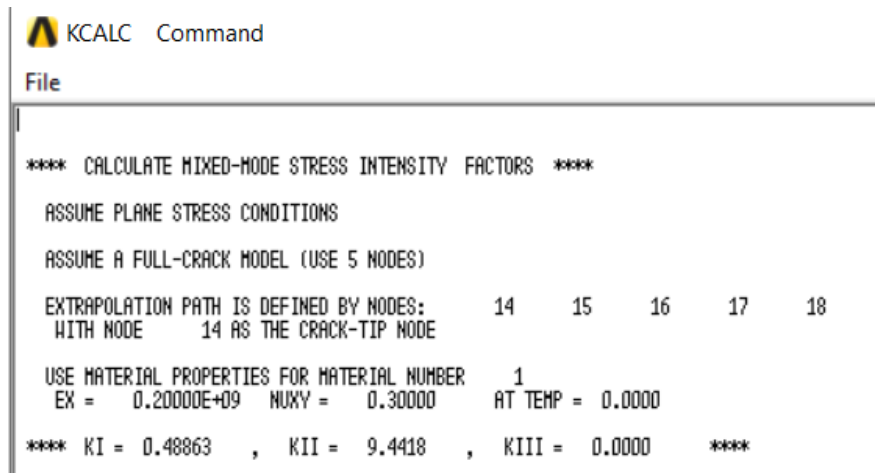 KCALC Command
File
**** CALCULATE MIXED-MODE STRESS INTENSITY FACTORS ****
ASSUME PLANE STRESS CONDITIONS
ASSUME A FULL-CRACK MODEL (USE 5 NODES)
EXTRAPOLATION PATH IS DEFINED BY NODES: 14 15 16 17 18
WITH NODE 14 AS THE CRACK-TIP NODE
USE MATERIAL PROPERTIES FOR MATERIAL NUMBER 1
EX = 0.20000E+09 NUXY = 0.30000 AT TEMP = 0.0000
**** KI = 0.48863 , KII = 9.4418 , KIII = 0.0000 ****